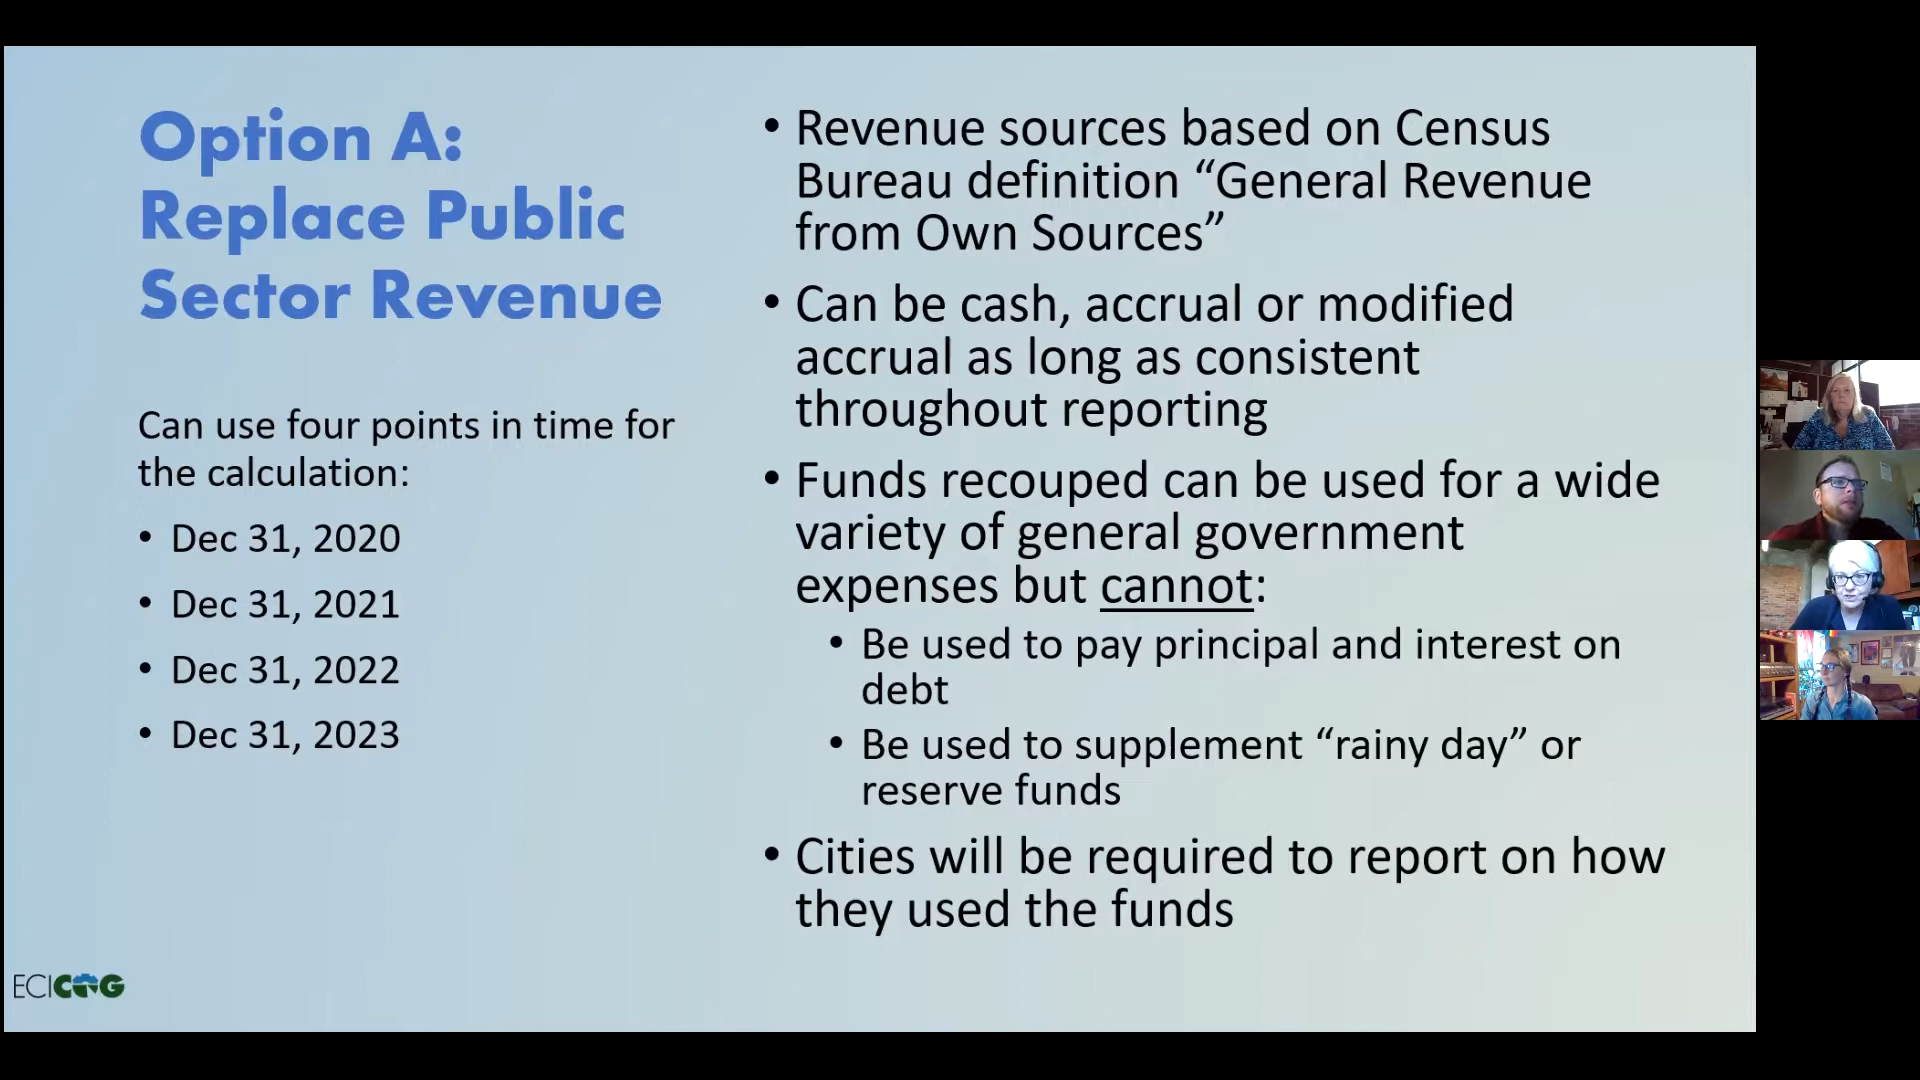 Option A:
Replace Public
Sector Revenue
Can use four points in time for
the calculation:
• Dec 31, 2020
• Dec 31, 2021
• Dec 31, 2022
• Dec 31, 2023
• Revenue sources based on Census
Bureau definition “General Revenue
from Own Sources”
• Can be cash, accrual or modified
accrual as long as consistent
throughout reporting
• Funds recouped can be used for a wide
variety of general government
expenses but cannot:
• Be used to pay principal and interest on
debt
• Be used to supplement “rainy day” or
reserve funds
• Cities will be required to report on how
they used the funds
ECICOG